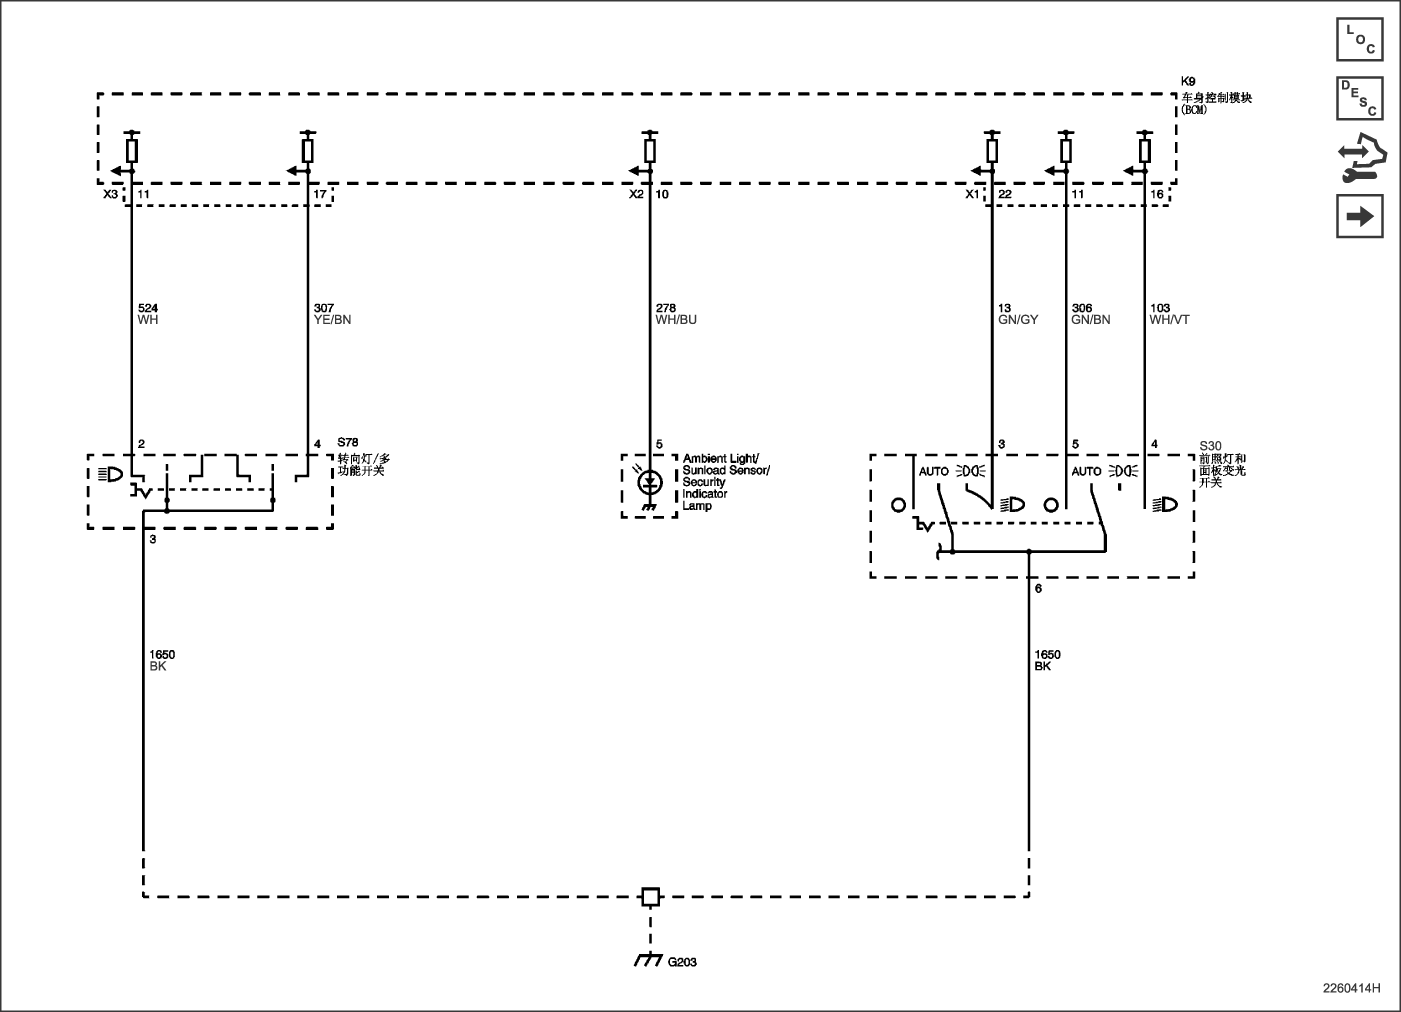 L
O
C
D
E
S
C
K9
车身控制模块
(BCM)
X3 11
17
X2 10
X1 22
11
16
524
WH
307
YE/BN
278
WH/BU
13
GN/GY
306
GN/BN
103
WH/VT
2
4
S78
转向灯/多
功能开关
5
Ambient Light/
Sunload Sensor/
Security
Indicator
Lamp
3
5
4
S30
前照灯和
面板变光
开关
AUTO
AUTO
3
6
1650
BK
1650
BK
G203
2260414H